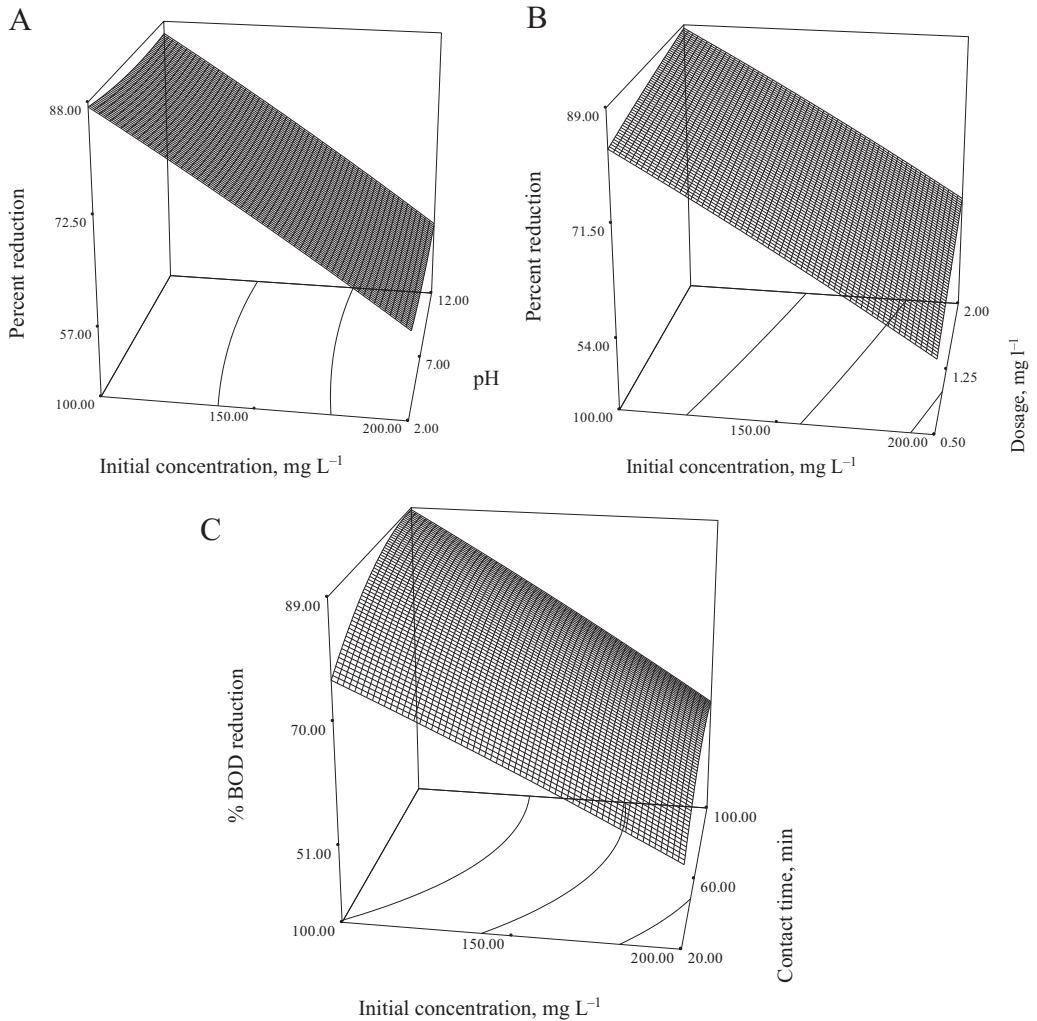 A
88.00
72.50
57.00
100.00
150.00
200.00
2.00
7.00
12.00
Percent reduction
pH
Initial concentration, mg L⁻¹
B
89.00
71.50
54.00
100.00
150.00
200.00
0.50
1.25
2.00
Percent reduction
Dosage, mg l⁻¹
Initial concentration, mg L⁻¹
C
89.00
70.00
51.00
100.00
150.00
200.00
20.00
60.00
100.00
% BOD reduction
Contact time, min
Initial concentration, mg L⁻¹